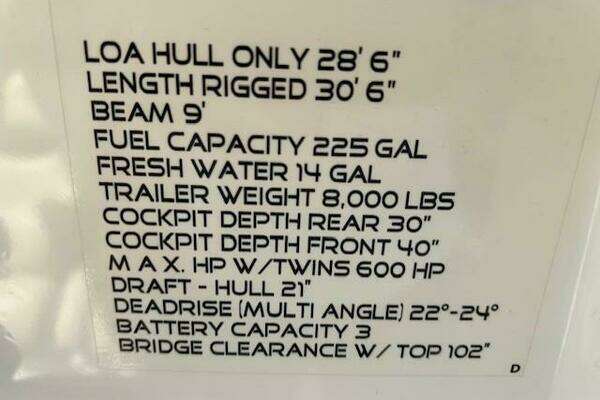 LOA HULL ONLY 28' 6"
LENGTH RIGGED 30' 6"
BEAM 9'
FUEL CAPACITY 225 GAL
FRESH WATER 14 GAL
TRAILER WEIGHT 8,000 LBS
COCKPIT DEPTH REAR 30"
COCKPIT DEPTH FRONT 40"
M A X. HP W/TWINS 600 HP
DRAFT - HULL 21"
DEADRISE (MULTI ANGLE) 22°-24°
BATTERY CAPACITY 3
BRIDGE CLEARANCE W/ TOP 102"
D